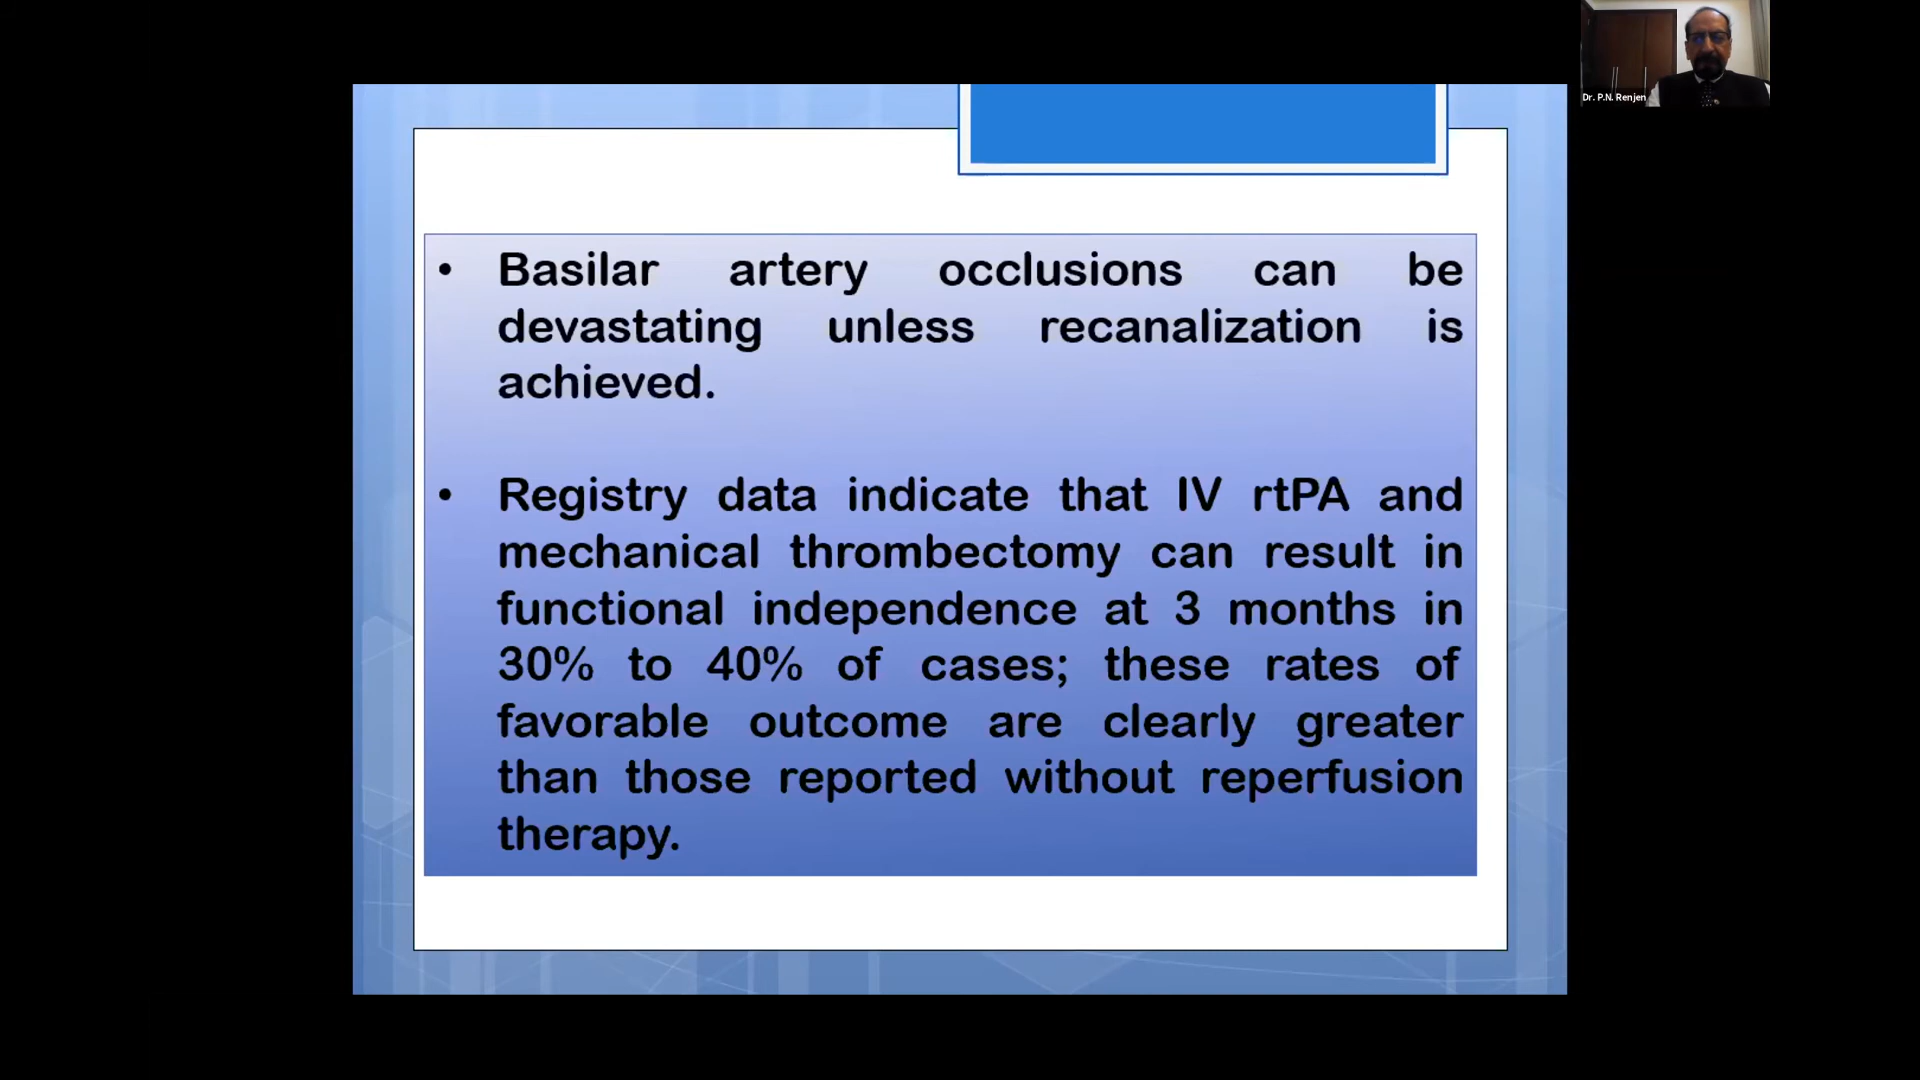 Dr. P.N. Renjen
• Basilar artery occlusions can be
devastating unless recanalization is
achieved.
• Registry data indicate that IV rtPA and
mechanical thrombectomy can result in
functional independence at 3 months in
30% to 40% of cases; these rates of
favorable outcome are clearly greater
than those reported without reperfusion
therapy.